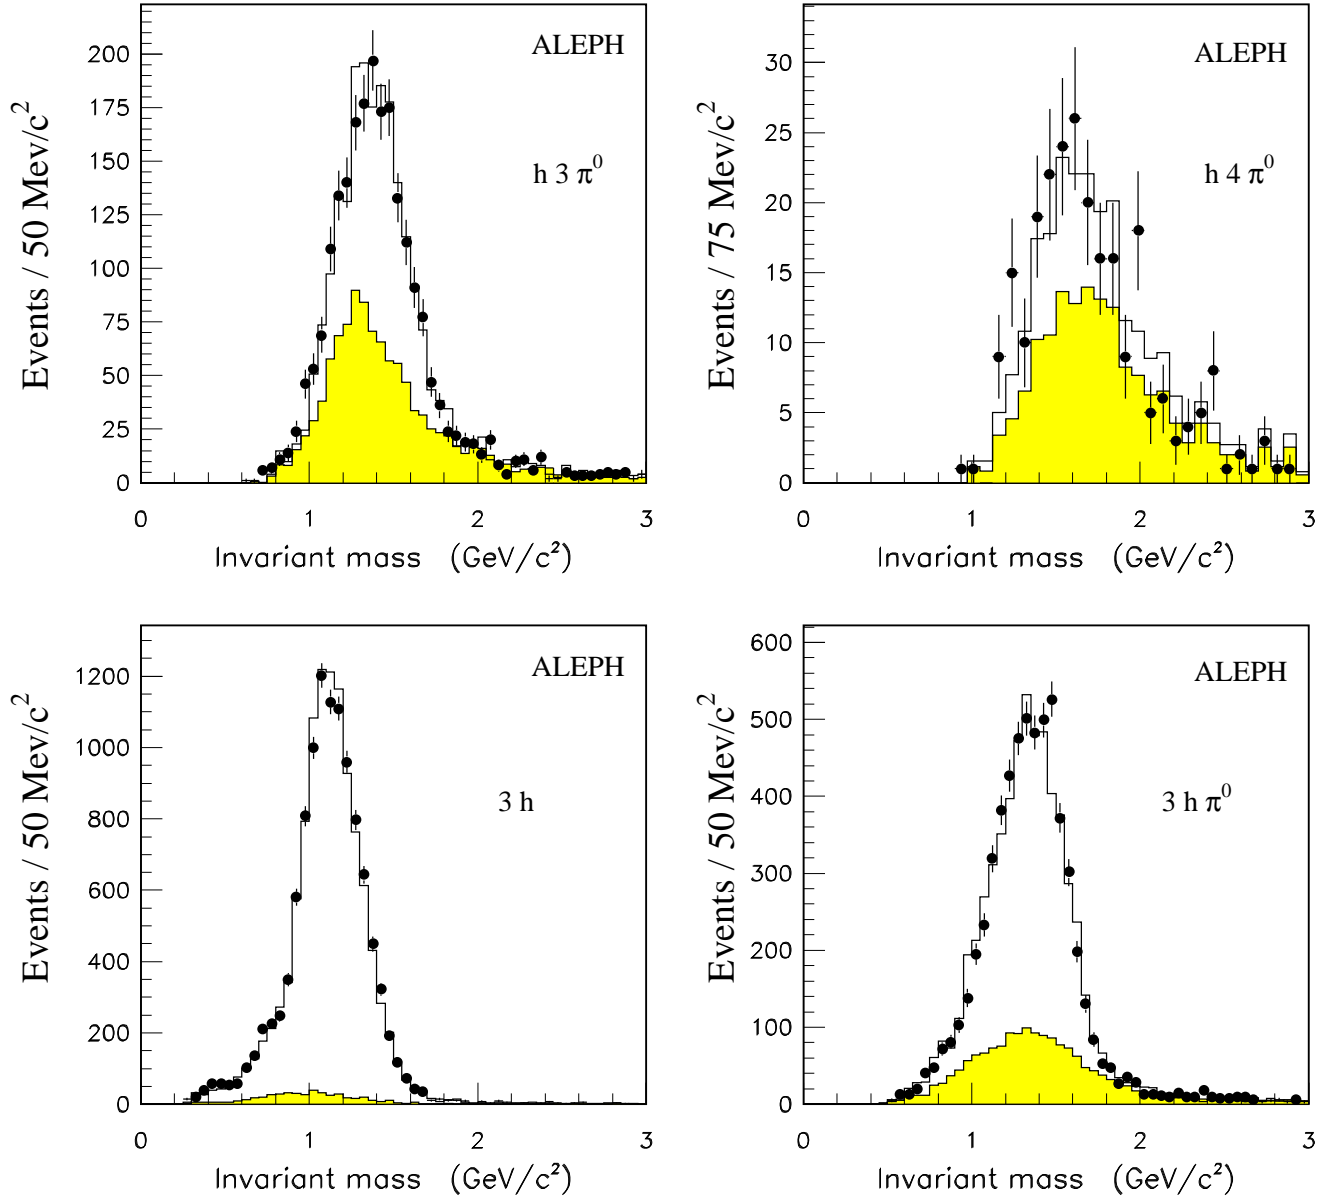 ALEPH
h 3 π⁰
Events / 50 Mev/c²
200
175
150
125
100
75
50
25
0
0 1 2 3
Invariant mass (GeV/c²)
ALEPH
h 4 π⁰
Events / 75 Mev/c²
30
25
20
15
10
5
0
0 1 2 3
Invariant mass (GeV/c²)
ALEPH
3 h
Events / 50 Mev/c²
1200
1000
800
600
400
200
0
0 1 2 3
Invariant mass (GeV/c²)
ALEPH
3 h π⁰
Events / 50 Mev/c²
600
500
400
300
200
100
0
0 1 2 3
Invariant mass (GeV/c²)